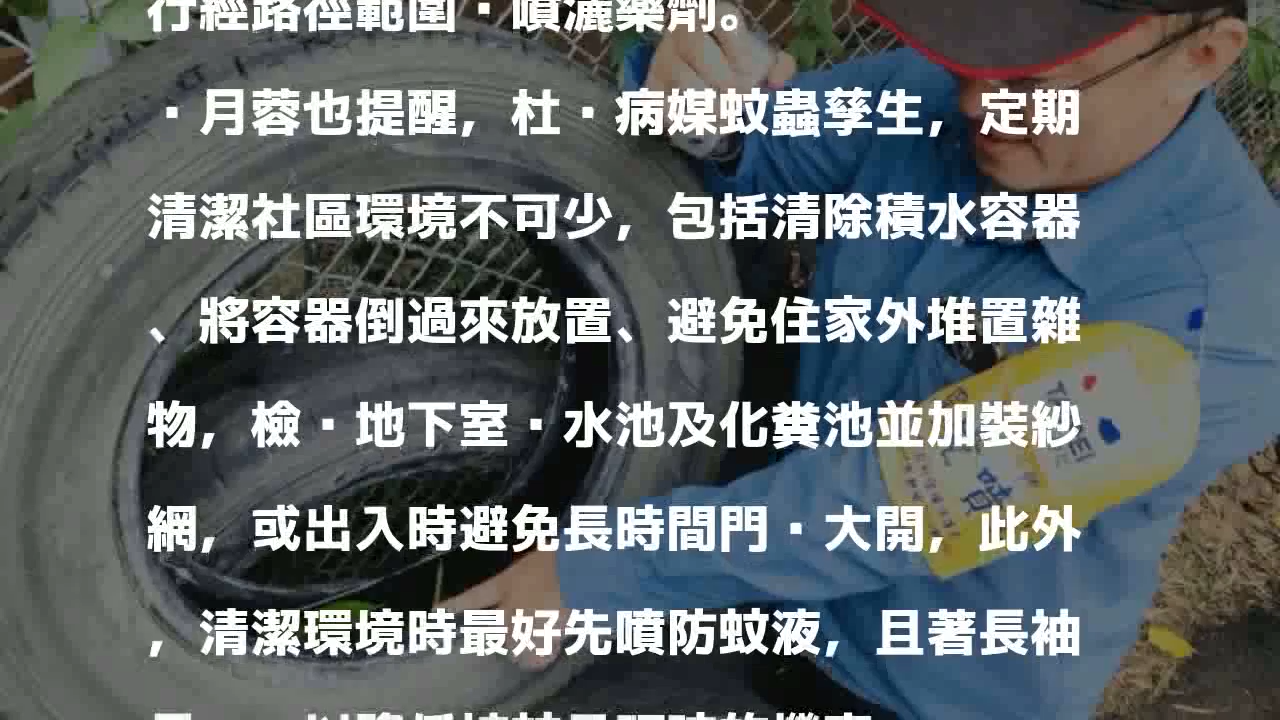 行經路徑範圍·噴灑藥劑。
·月蓉也提醒，杜·病媒蚊蟲孳生，定期
清潔社區環境不可少，包括清除積水容器
、將容器倒過來放置、避免住家外堆置雜
物，檢·地下室·水池及化糞池並加裝紗
網，或出入時避免長時間門·大開，此外
，清潔環境時最好先噴防蚊液，且著長袖